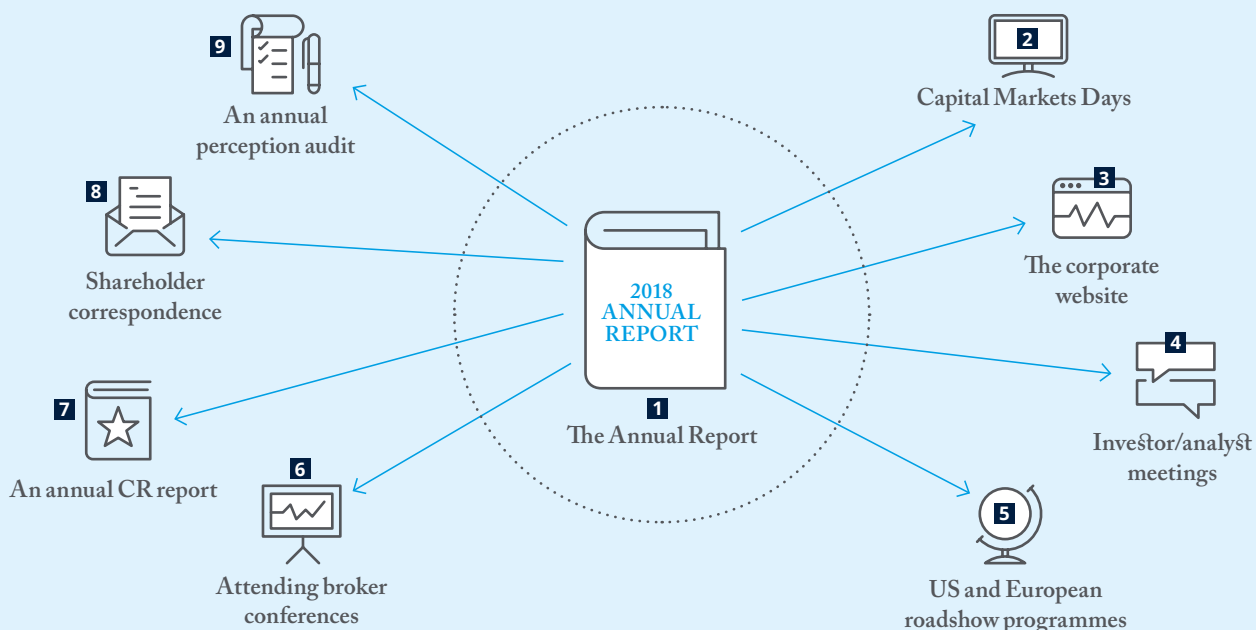 2018
ANNUAL
REPORT
1
The Annual Report
2
Capital Markets Days
3
The corporate
website
4
Investor/analyst
meetings
5
US and European
roadshow programmes
6
Attending broker
conferences
7
An annual CR report
8
Shareholder
correspondence
9
An annual
perception audit